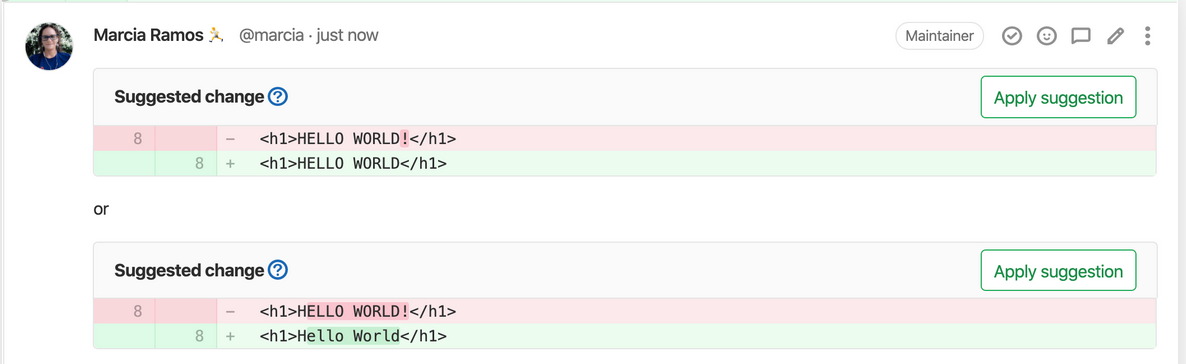 Marcia Ramos 🏃 @marcia · just now Maintainer
Suggested change Apply suggestion
8 - <h1>HELLO WORLD!</h1>
8 + <h1>HELLO WORLD</h1>
or
Suggested change Apply suggestion
8 - <h1>HELLO WORLD!</h1>
8 + <h1>Hello World</h1>